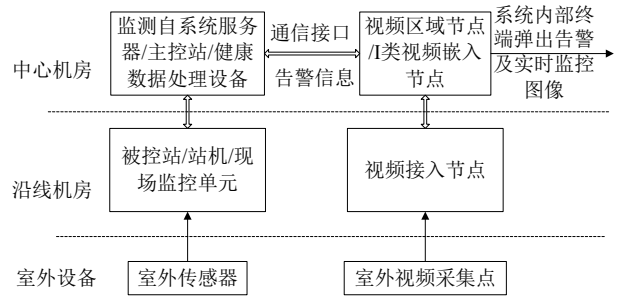 中心机房
监测自系统服务
器/主控站/健康
数据处理设备
通信接口
告警信息
视频区域节点
/I类视频嵌入
节点
系统内部终
端弹出告警
及实时监控
图像
沿线机房
被控站/站机/现
场监控单元
视频接入节点
室外设备
室外传感器
室外视频采集点